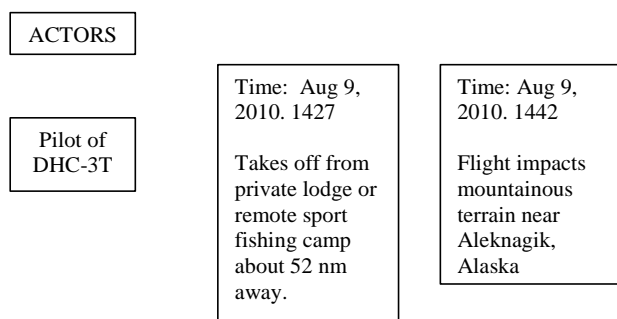 ACTORS
Pilot of
DHC-3T
Time: Aug 9,
2010. 1427
Takes off from
private lodge or
remote sport
fishing camp
about 52 nm
away.
Time: Aug 9,
2010. 1442
Flight impacts
mountainous
terrain near
Aleknagik,
Alaska